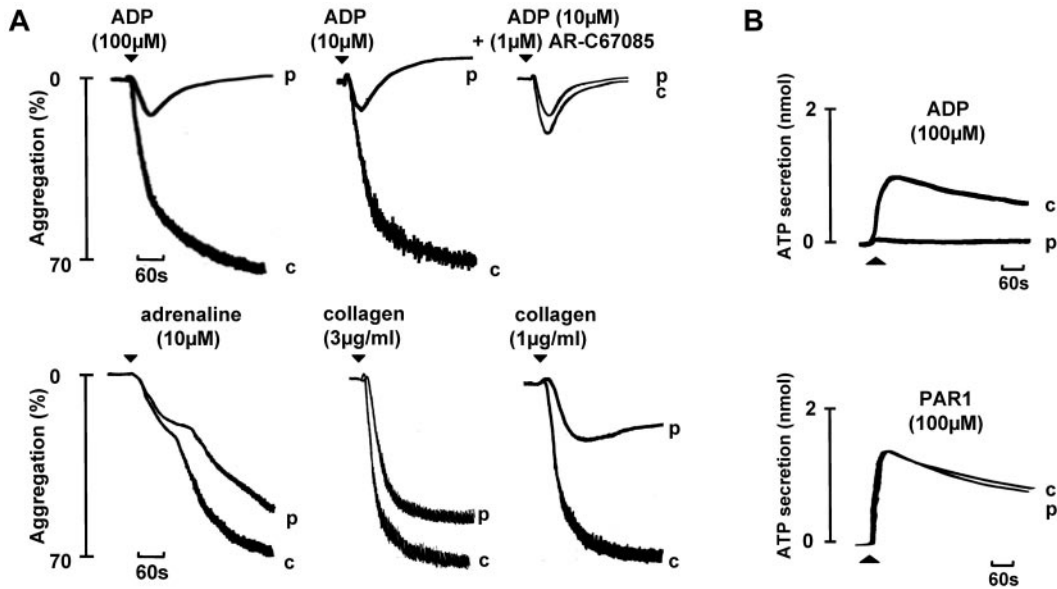 A
ADP
(100µM)
ADP
(10µM)
ADP (10µM)
+ (1µM) AR-C67085
0
70
Aggregation (%)
60s
p
c
p
c
p
c
adrenaline
(10µM)
collagen
(3µg/ml)
collagen
(1µg/ml)
0
70
Aggregation (%)
60s
p
c
p
c
p
c
B
ADP
(100µM)
2
1
0
ATP secretion (nmol)
c
p
60s
PAR1
(100µM)
2
1
0
ATP secretion (nmol)
c
p
60s